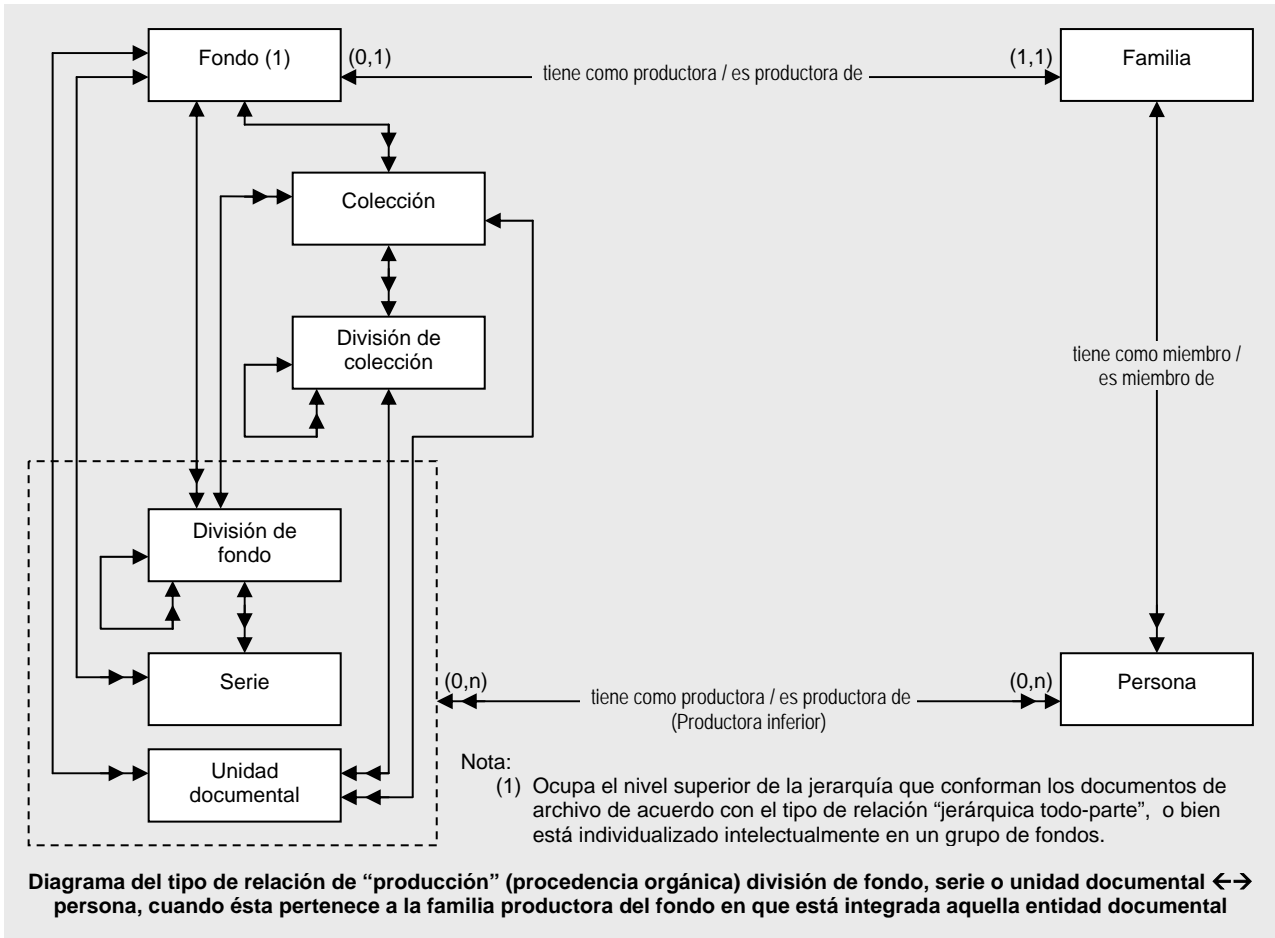 Fondo (1)
(0,1)
tiene como productora / es productora de
(1,1)
Familia
Colección
División de
colección
tiene como miembro /
es miembro de
División de
fondo
Serie
(0,n)
tiene como productora / es productora de
(Productora inferior)
(0,n)
Persona
Unidad
documental
Nota:
(1) Ocupa el nivel superior de la jerarquía que conforman los documentos de
archivo de acuerdo con el tipo de relación “jerárquica todo-parte”, o bien
está individualizado intelectualmente en un grupo de fondos.
Diagrama del tipo de relación de “producción” (procedencia orgánica) división de fondo, serie o unidad documental ←→
persona, cuando ésta pertenece a la familia productora del fondo en que está integrada aquella entidad documental